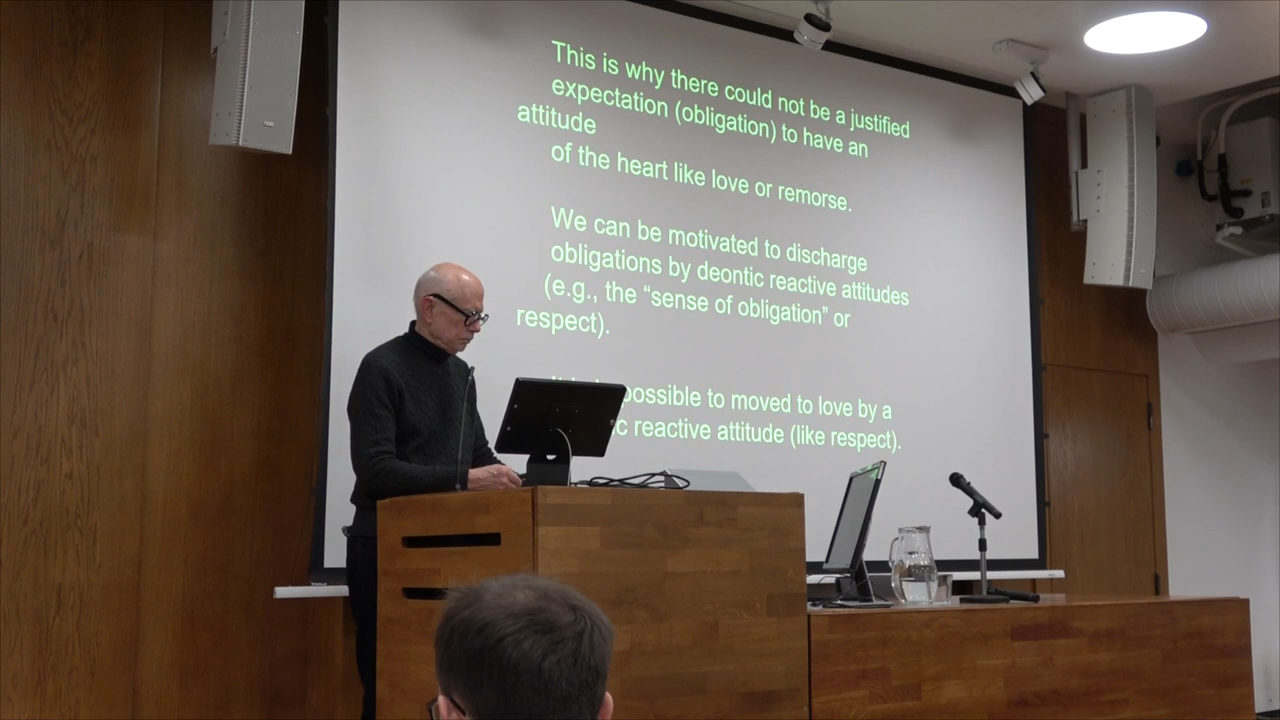 This is why there could not be a justified
expectation (obligation) to have an
attitude
of the heart like love or remorse.
We can be motivated to discharge
obligations by deontic reactive attitudes
(e.g., the “sense of obligation” or
respect).
possible to moved to love by a
reactive attitude (like respect).